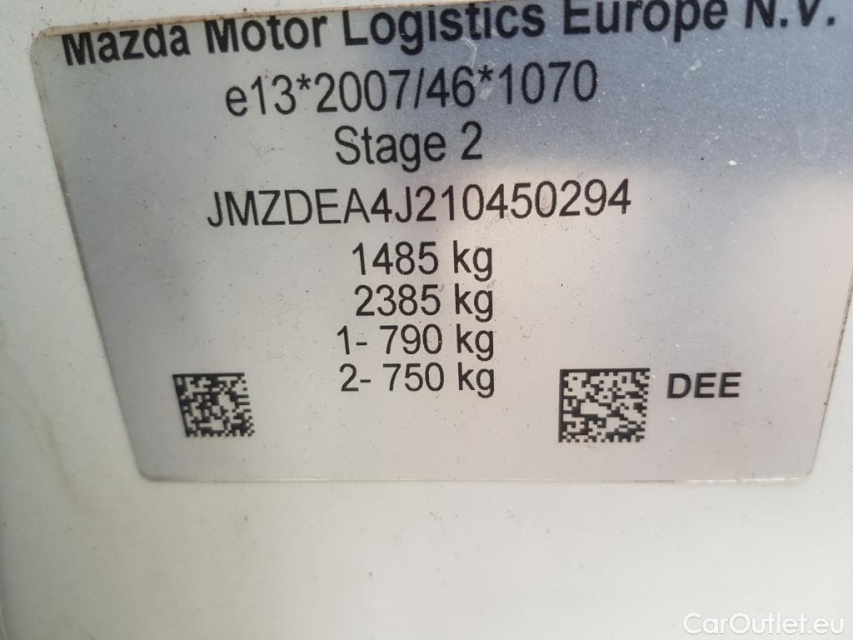 Mazda Motor Logistics Europe N.V.
e13*2007/46*1070
Stage 2
JMZDEA4J210450294
1485 kg
2385 kg
1- 790 kg
2- 750 kg
DEE
CarOutlet.eu